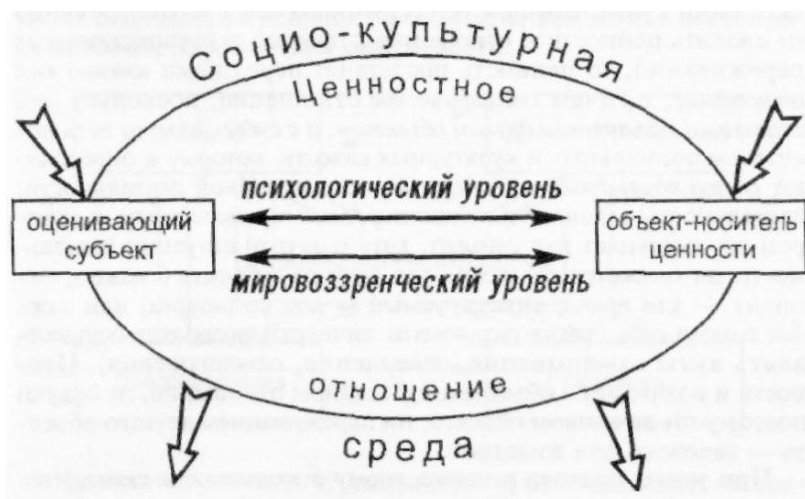 социо-культурная
Ценностное
психологический уровень
оценивающий
субъект
объект-носитель
ценности
мировоззренческий уровень
отношение
среда